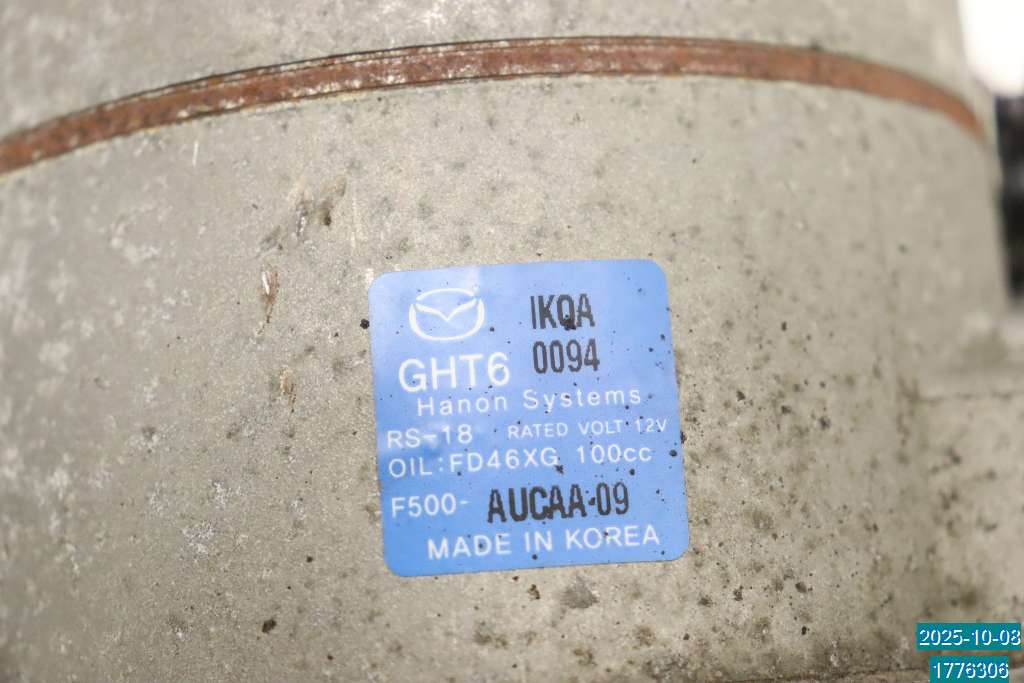 IKQA
GHT6 0094
Hanon Systems
RS-18 RATED VOLT 12V
OIL:FD46XG 100cc
F500- AUCAA-09
MADE IN KOREA
2025-10-08
1776306